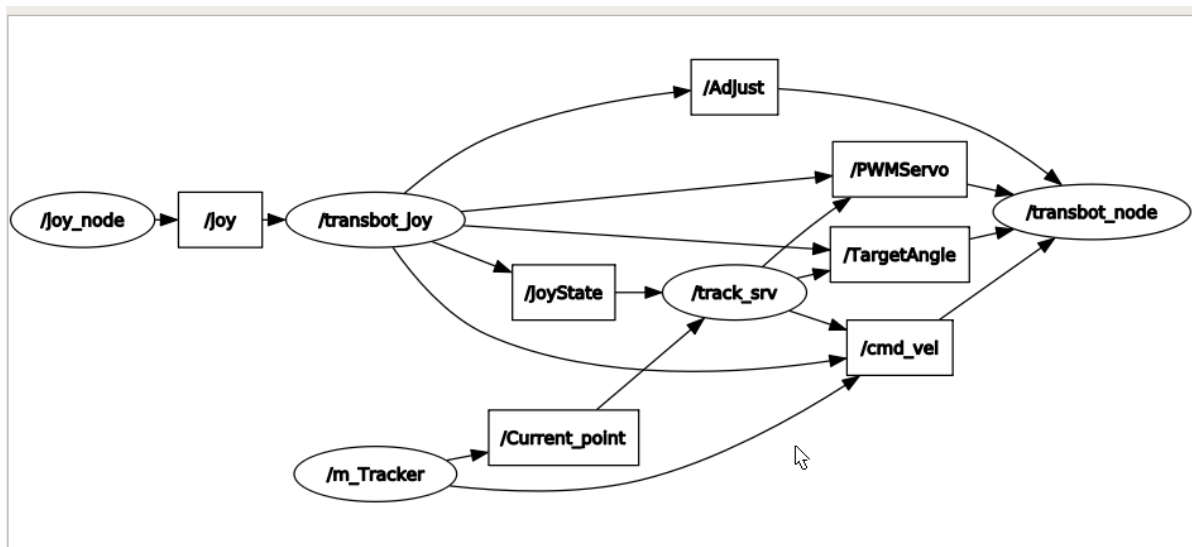 /Adjust
/PWMServo
/joy_node
/joy
/transbot_joy
/transbot_node
/TargetAngle
/JoyState
/track_srv
/cmd_vel
/Current_point
/m_Tracker